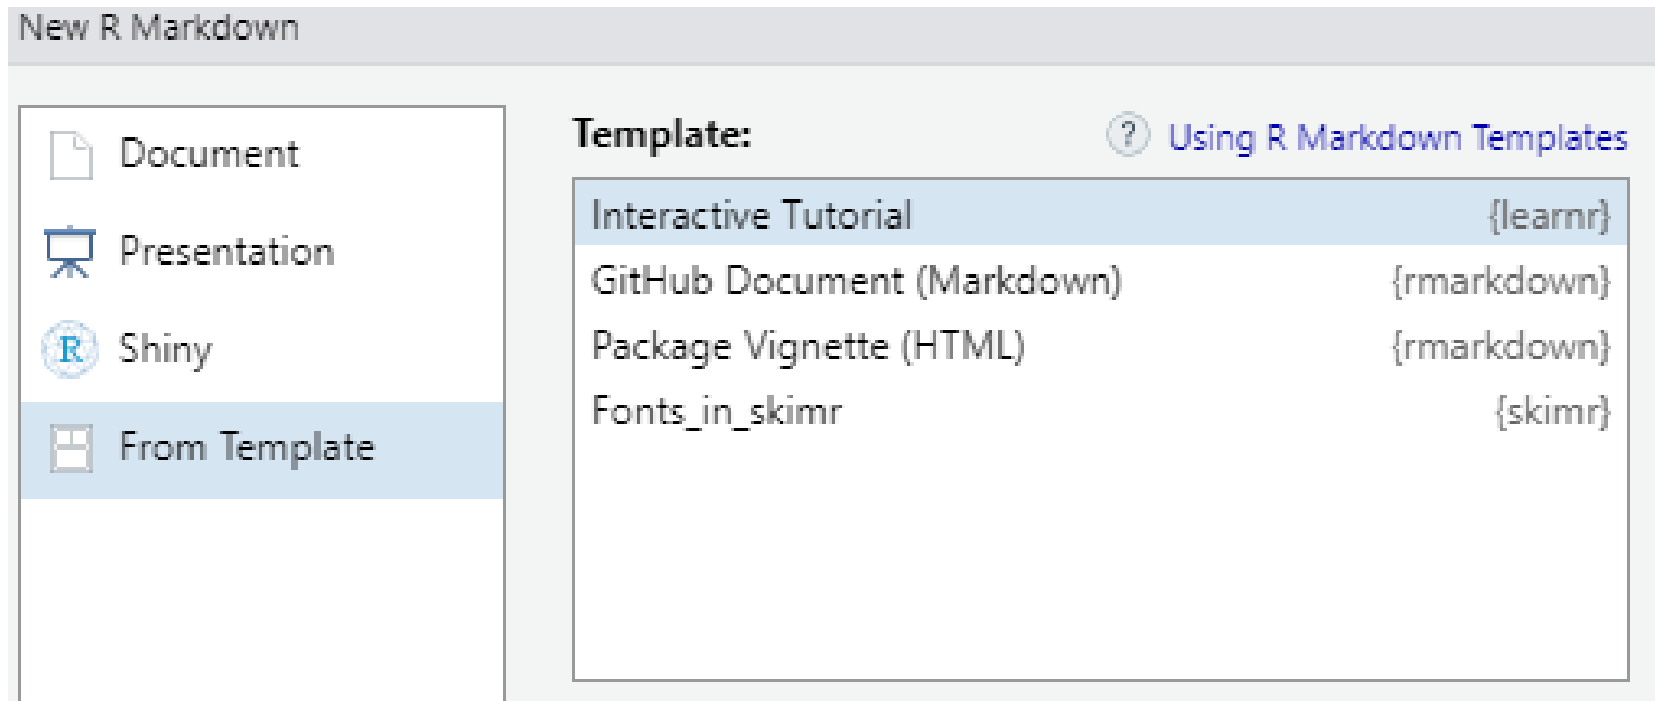 New R Markdown
Document
Presentation
R Shiny
From Template
Template:
? Using R Markdown Templates
Interactive Tutorial {learnr}
GitHub Document (Markdown) {rmarkdown}
Package Vignette (HTML) {rmarkdown}
Fonts_in_skimr {skimr}